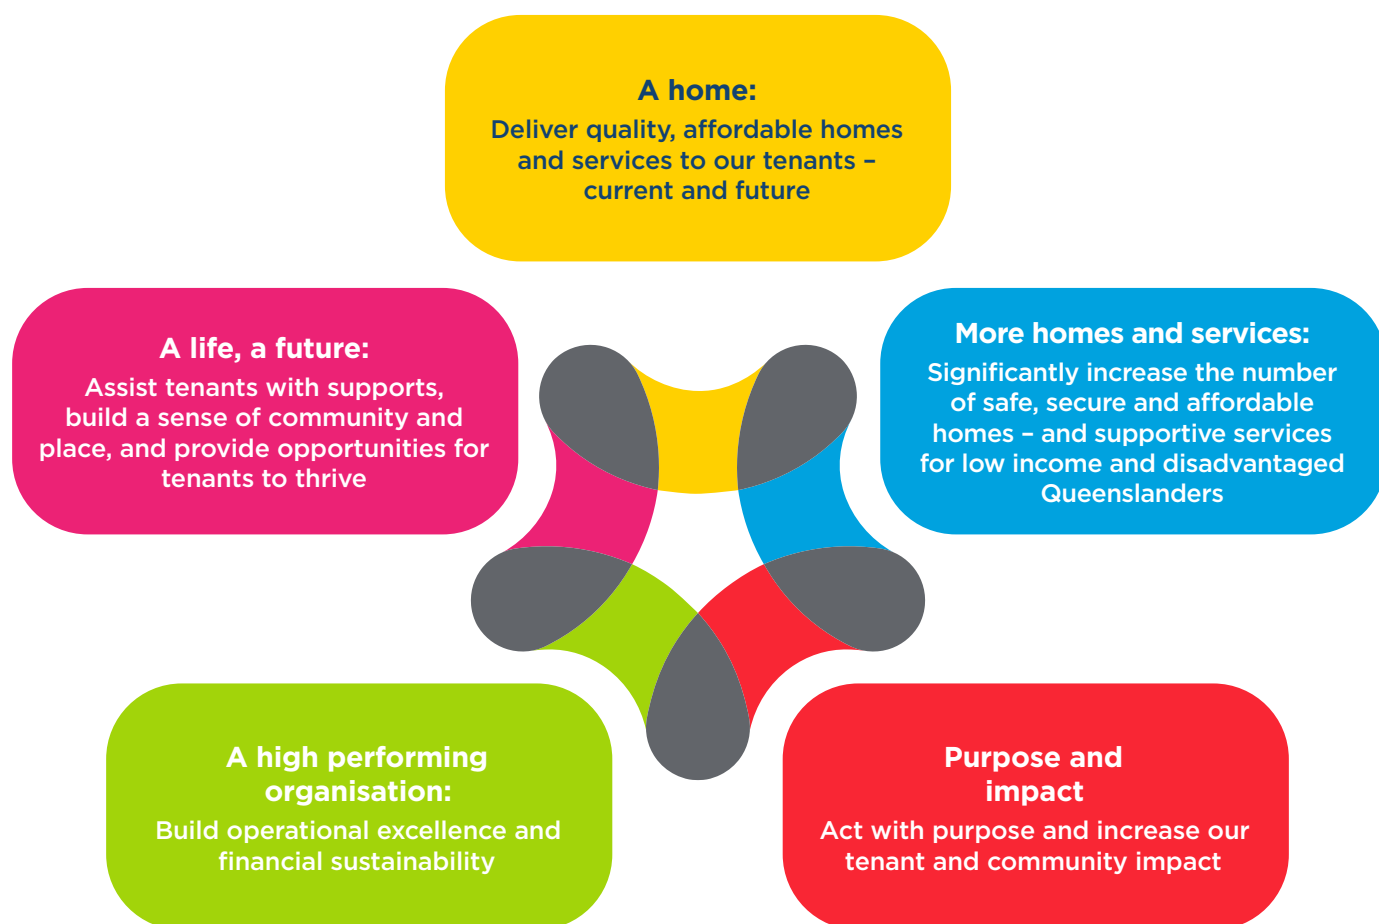 A home:
Deliver quality, affordable homes
and services to our tenants –
current and future
A life, a future:
Assist tenants with supports,
build a sense of community and
place, and provide opportunities for
tenants to thrive
More homes and services:
Significantly increase the number
of safe, secure and affordable
homes – and supportive services
for low income and disadvantaged
Queenslanders
A high performing
organisation:
Build operational excellence and
financial sustainability
Purpose and
impact
Act with purpose and increase our
tenant and community impact